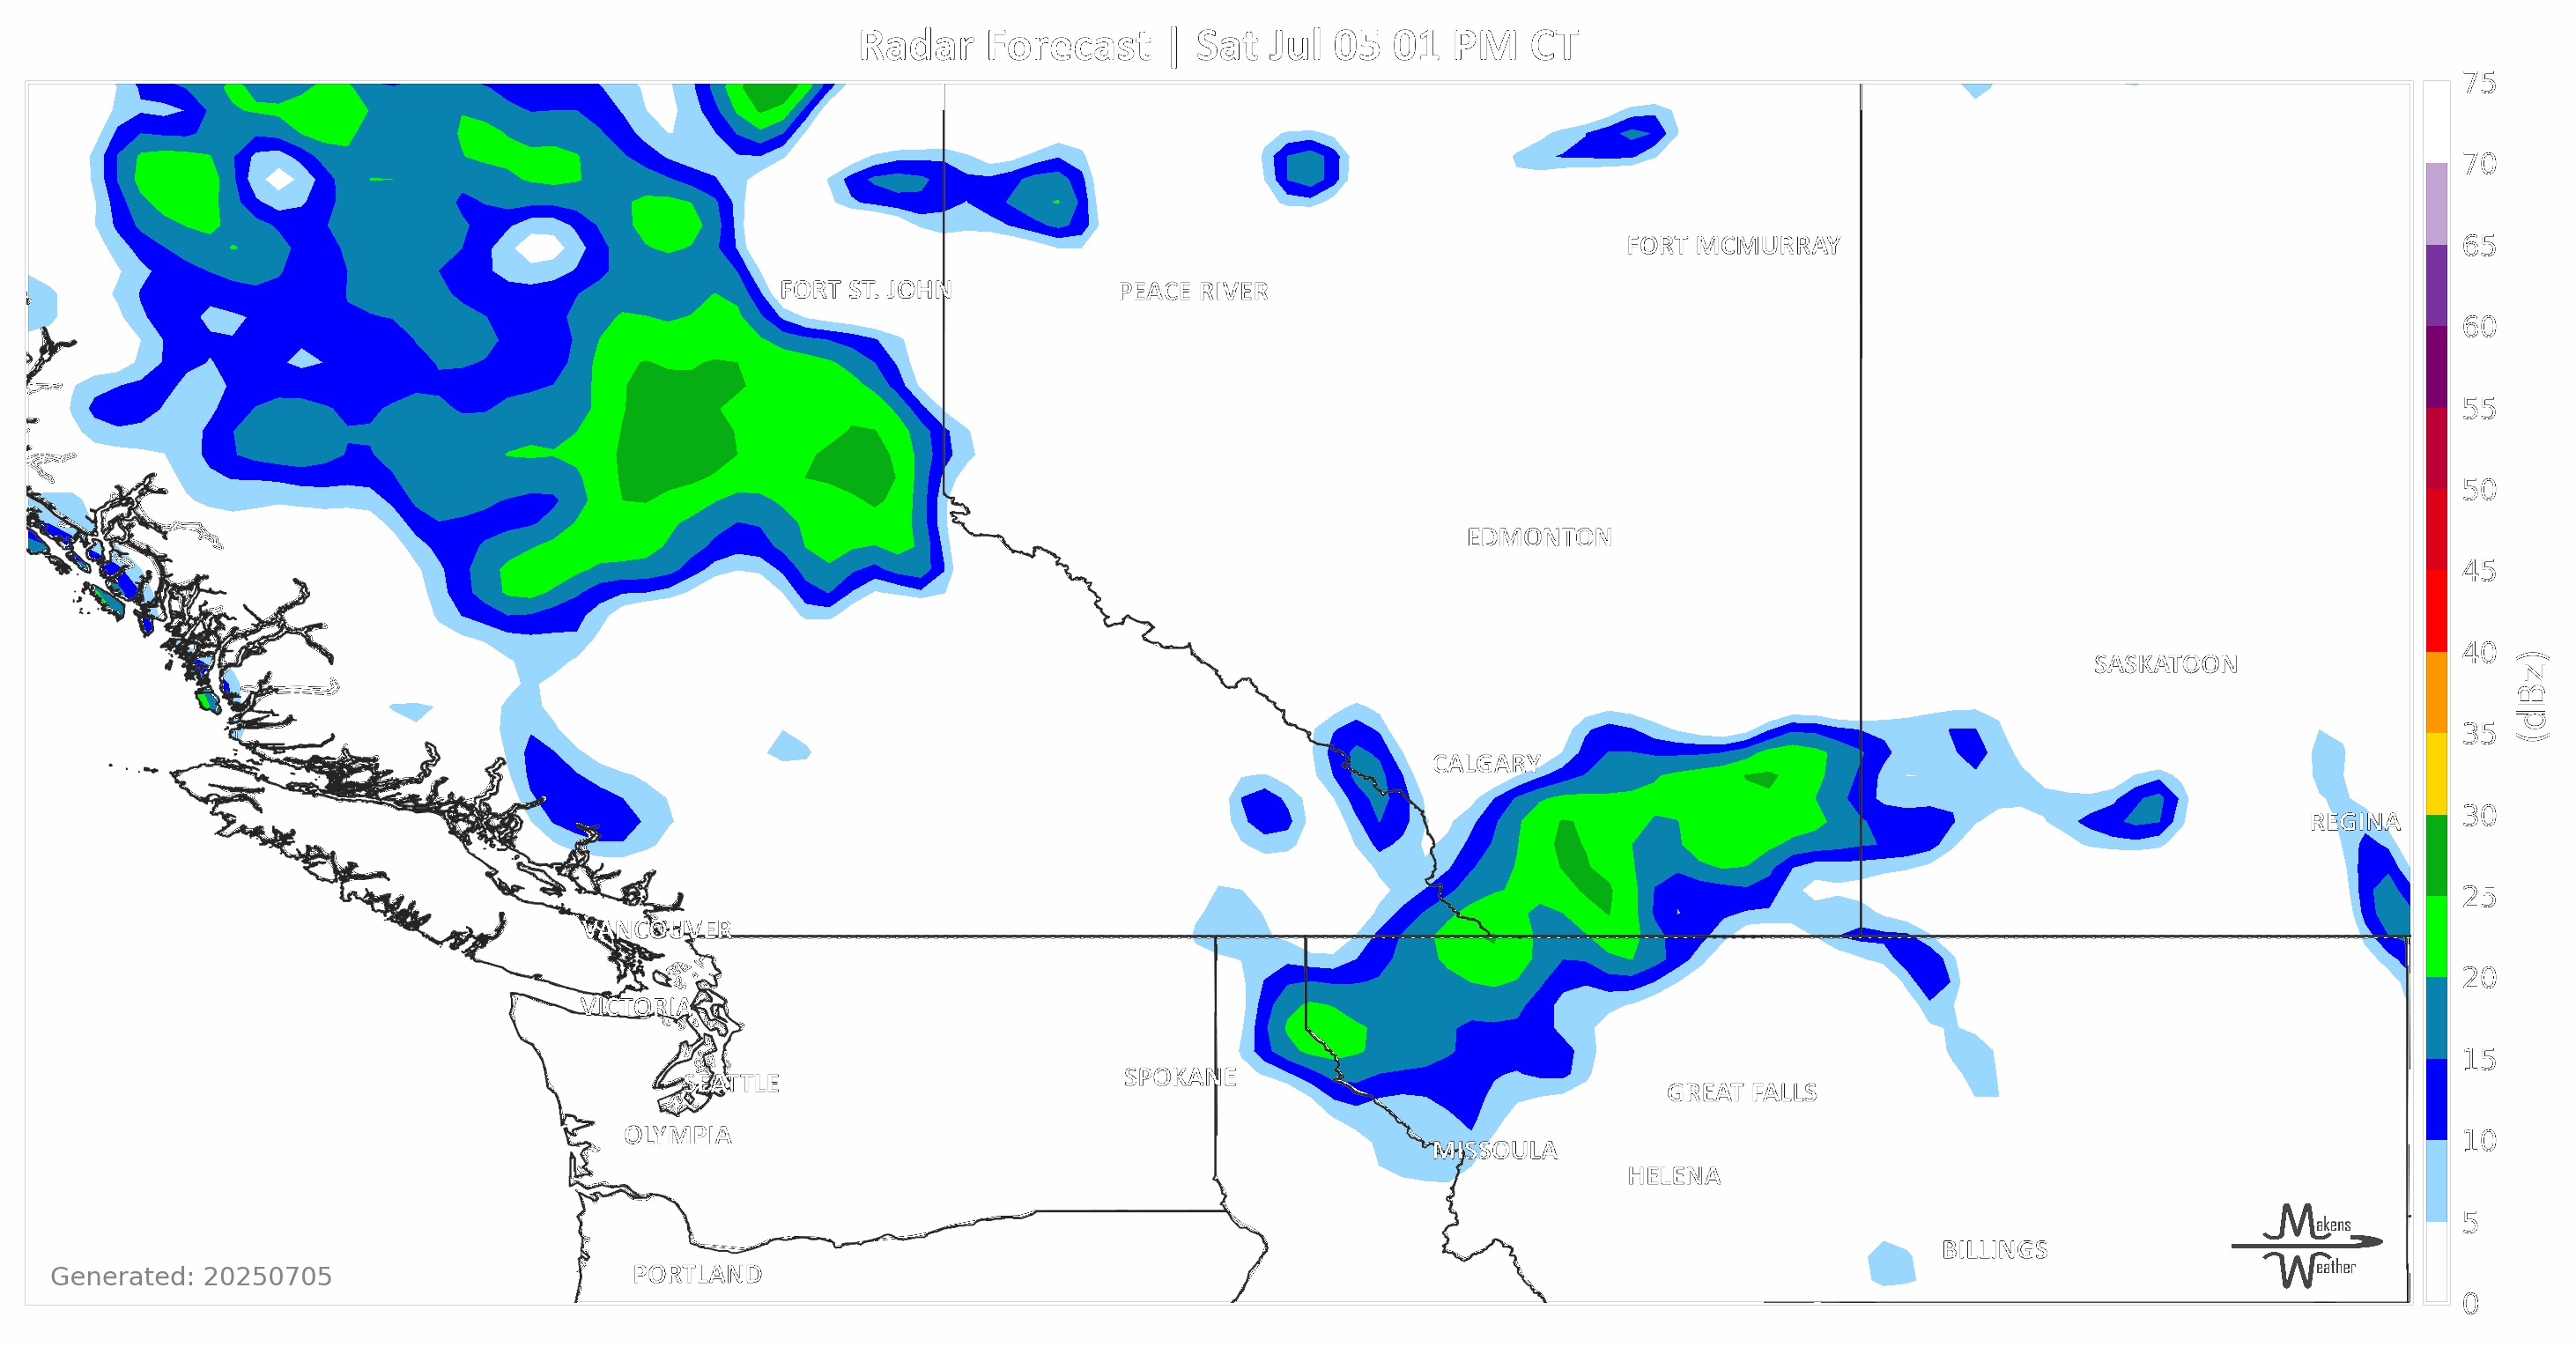 Radar Forecast | Sat Jul 05 01 PM CT
75
70
65
60
55
50
45
40
35
30
25
20
15
10
5
0
(dBz)
FORT MCMURRAY
FORT ST. JOHN
PEACE RIVER
EDMONTON
SASKATOON
CALGARY
REGINA
VANCOUVER
VICTORIA
SEATTLE
SPOKANE
GREAT FALLS
OLYMPIA
MISSOULA
HELENA
BILLINGS
PORTLAND
Generated: 20250705
Makens
Weather